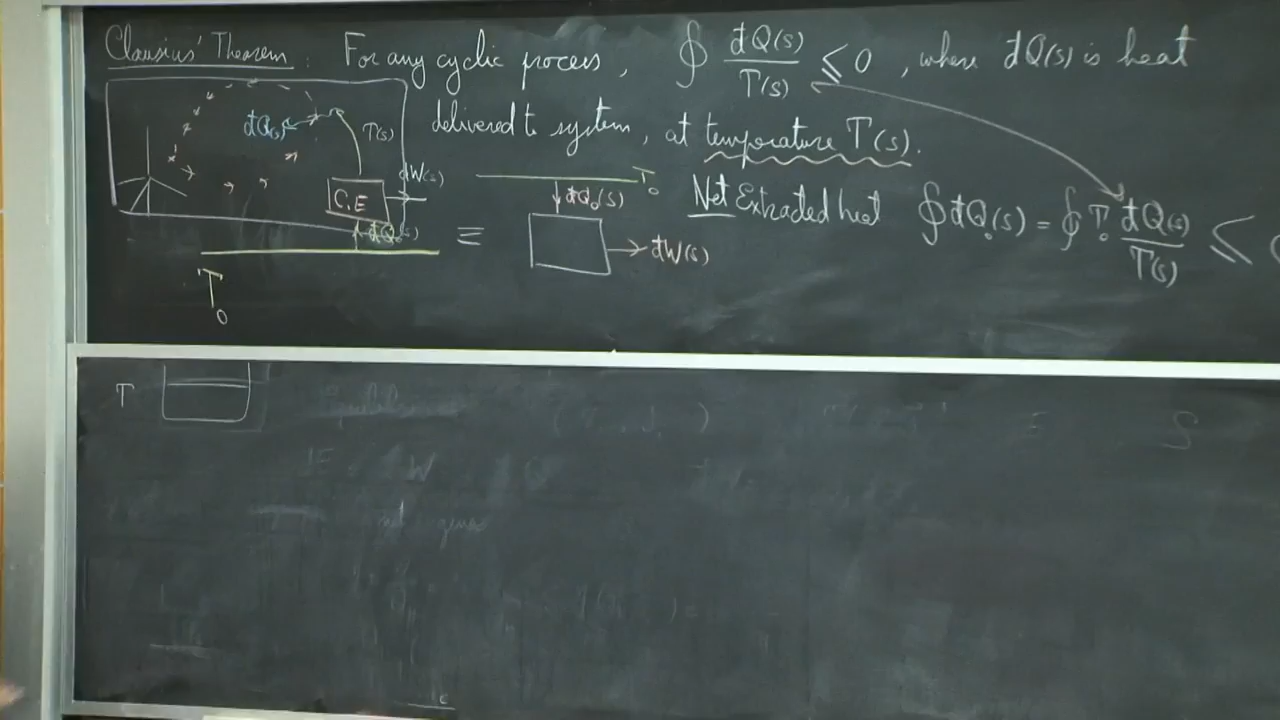 Clausius' Theorem : For any cyclic process, ∮ đQ(s)/T(s) ≤ 0 , where đQ(s) is heat
delivered to system, at temperature T(s).
đQ(s) T(s)
C.E đW(s)
đQ₀(s)
T₀
≡
T₀
đQ₀(s)
đW(s)
Net Extracted heat ∮ đQ₀(s) = ∮ T₀ đQ(s)/T(s) ≤
T